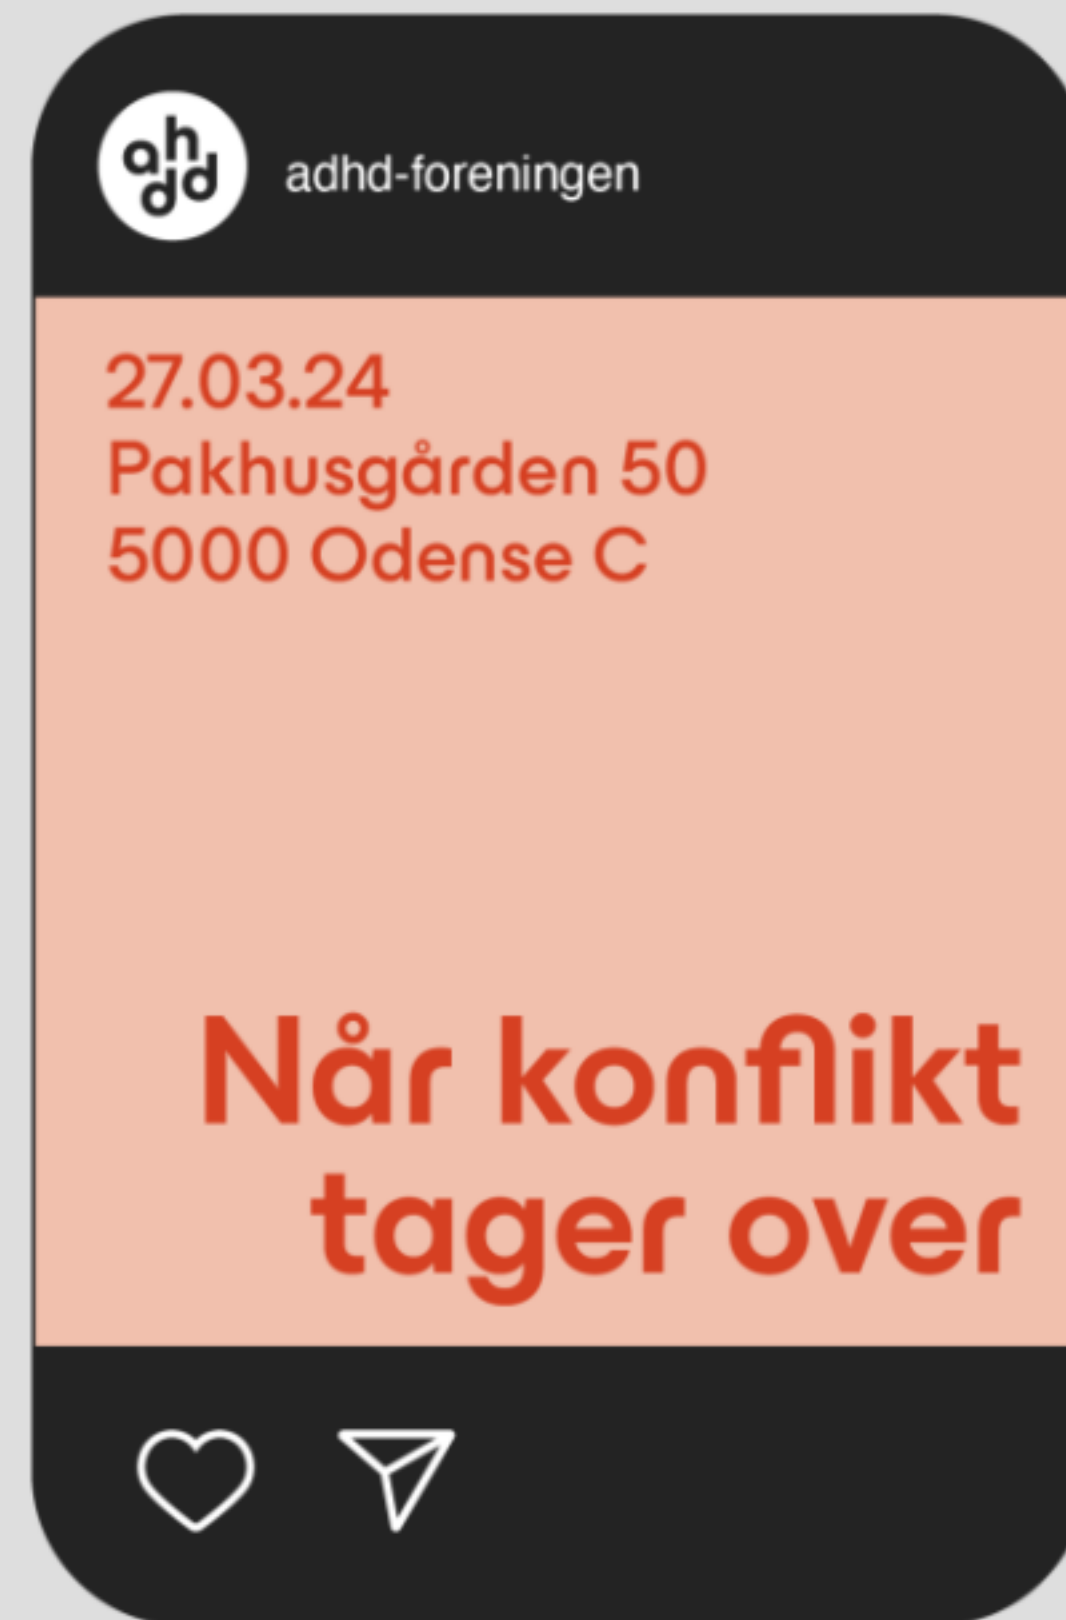 adhd
adhd-foreningen
27.03.24
Pakhusgården 50
5000 Odense C
Når konflikt
tager over